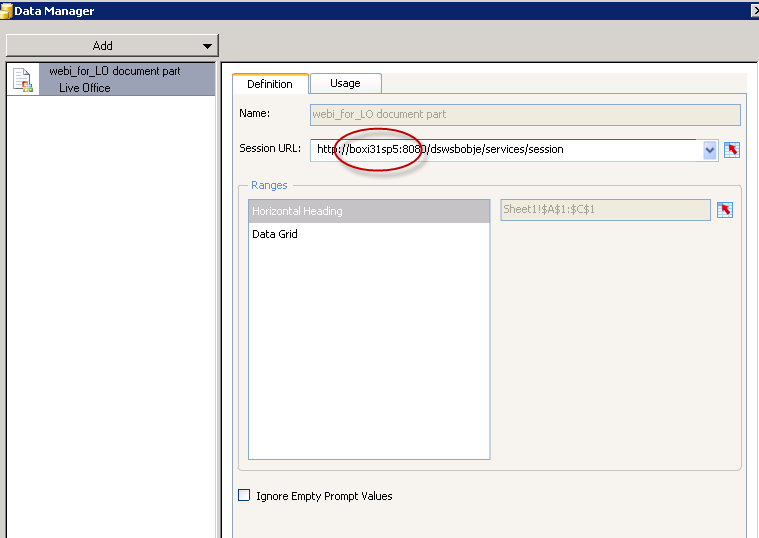 Data Manager
Add
webi_for_LO document part
Live Office
Definition
Usage
Name:
webi_for_LO document part
Session URL:
http://boxi31sp5:8080/dswsbobje/services/session
Ranges
Horizontal Heading
Sheet1!$A$1:$C$1
Data Grid
Ignore Empty Prompt Values